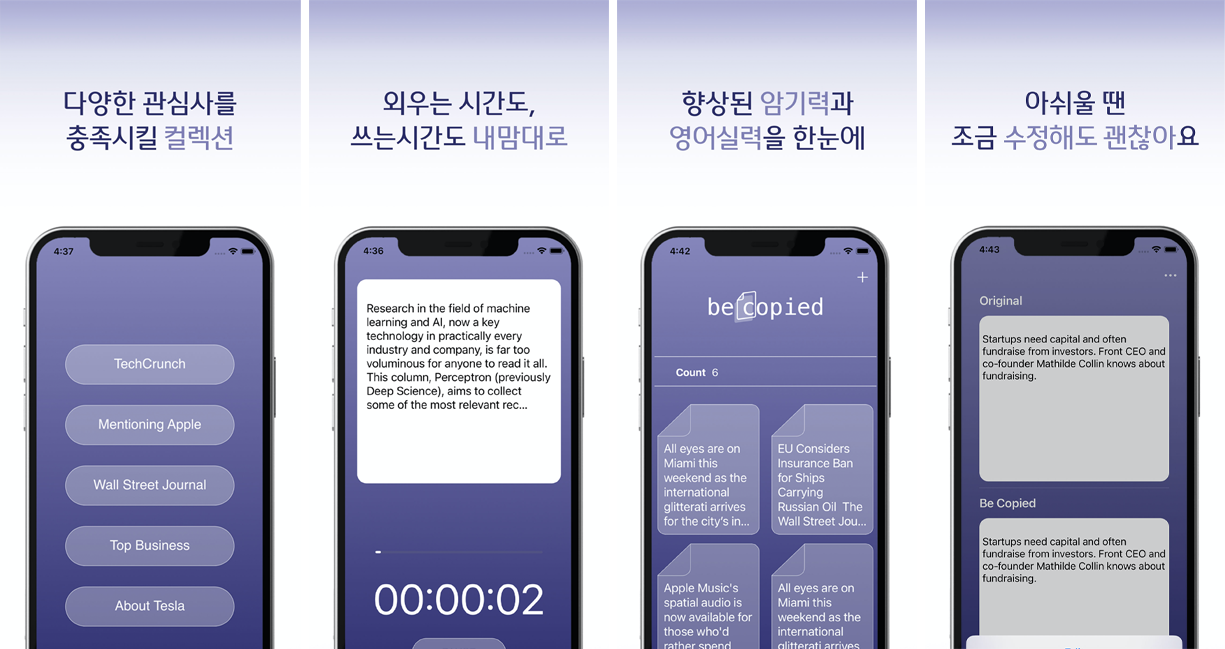 다양한 관심사를
충족시킬 컬렉션
4:37
TechCrunch
Mentioning Apple
Wall Street Journal
Top Business
About Tesla
외우는 시간도,
쓰는시간도 내맘대로
4:36
Research in the field of machine
learning and AI, now a key
technology in practically every
industry and company, is far too
voluminous for anyone to read it all.
This column, Perceptron (previously
Deep Science), aims to collect
some of the most relevant rec...
00:00:02
향상된 암기력과
영어실력을 한눈에
4:42
+
be copied
Count 6
All eyes are on
Miami this
weekend as the
international
glitterati arrives
for the city's in...
EU Considers
Insurance Ban
for Ships
Carrying
Russian Oil The
Wall Street Jou...
Apple Music's
spatial audio is
now available for
those who'd
rather spend
All eyes are on
Miami this
weekend as the
international
glitterati arrives
아쉬울 땐
조금 수정해도 괜찮아요
4:43
...
Original
Startups need capital and often
fundraise from investors. Front CEO and
co-founder Mathilde Collin knows about
fundraising.
Be Copied
Startups need capital and often
fundraise from investors. Front CEO and
co-founder Mathilde Collin knows about
fundraising.